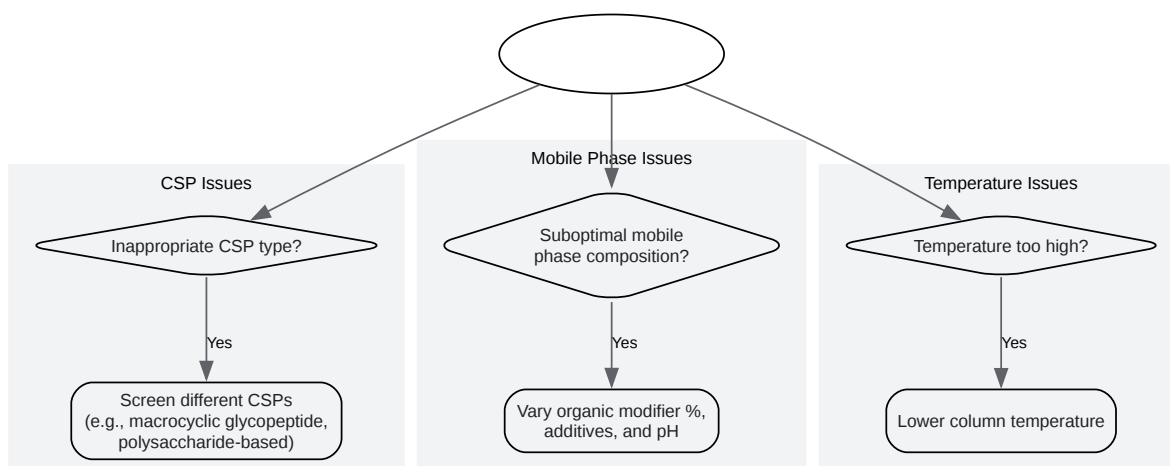 Mobile Phase Issues
CSP Issues
Temperature Issues
Inappropriate CSP type?
Suboptimal mobile
phase composition?
Temperature too high?
Yes
Yes
Yes
Screen different CSPs
(e.g., macrocyclic glycopeptide,
polysaccharide-based)
Vary organic modifier %,
additives, and pH
Lower column temperature